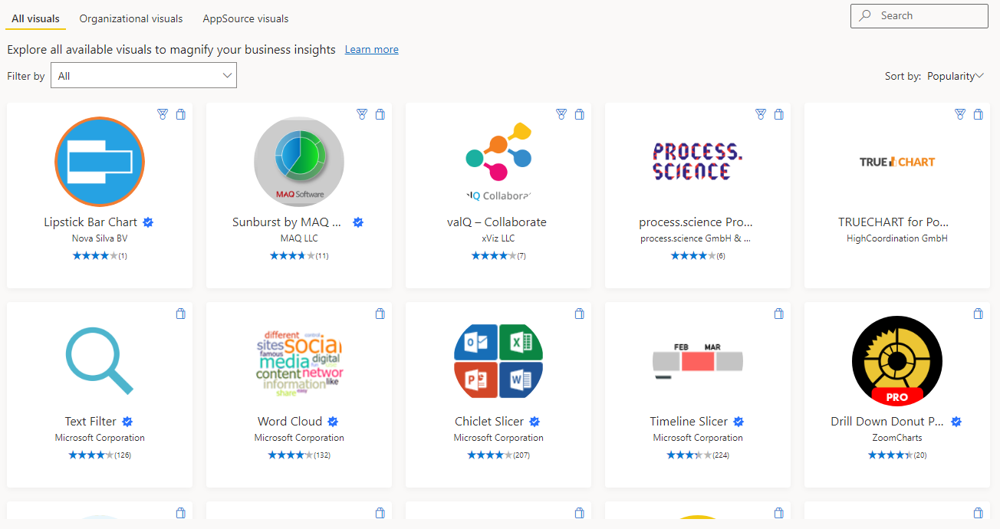 All visuals Organizational visuals AppSource visuals
Search
Explore all available visuals to magnify your business insights Learn more
Filter by All
Sort by: Popularity
MAQ Software
IQ Collabora
PROCESS.
SCIENCE
TRUE CHART
Lipstick Bar Chart
Nova Silva BV
(1)
Sunburst by MAQ ...
MAQ LLC
(11)
valQ – Collaborate
xViz LLC
(7)
process.science Pro...
process.science GmbH & ...
(6)
TRUECHART for Po...
HighCoordination GmbH
different control
sites social
famous
media digital
fun
content networ
information like
share easy
O X
P W
FEB MAR
PRO
Text Filter
Microsoft Corporation
(126)
Word Cloud
Microsoft Corporation
(132)
Chiclet Slicer
Microsoft Corporation
(207)
Timeline Slicer
Microsoft Corporation
(224)
Drill Down Donut P...
ZoomCharts
(20)